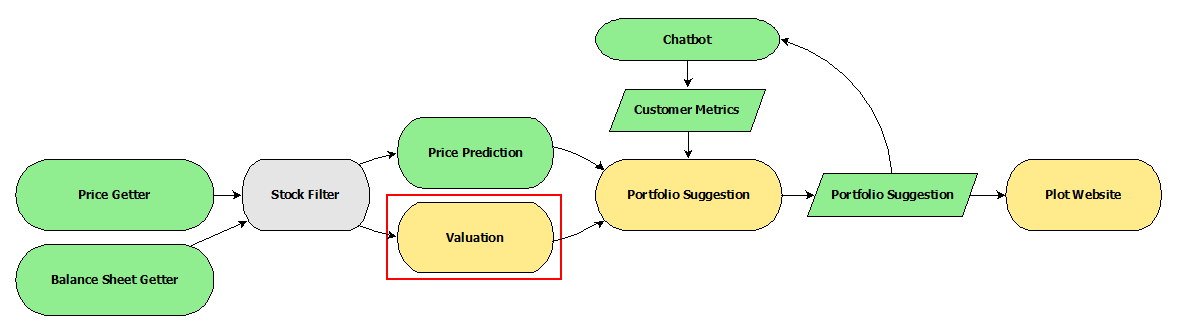 Chatbot
Customer Metrics
Price Prediction
Price Getter
Stock Filter
Portfolio Suggestion
Portfolio Suggestion
Plot Website
Valuation
Balance Sheet Getter